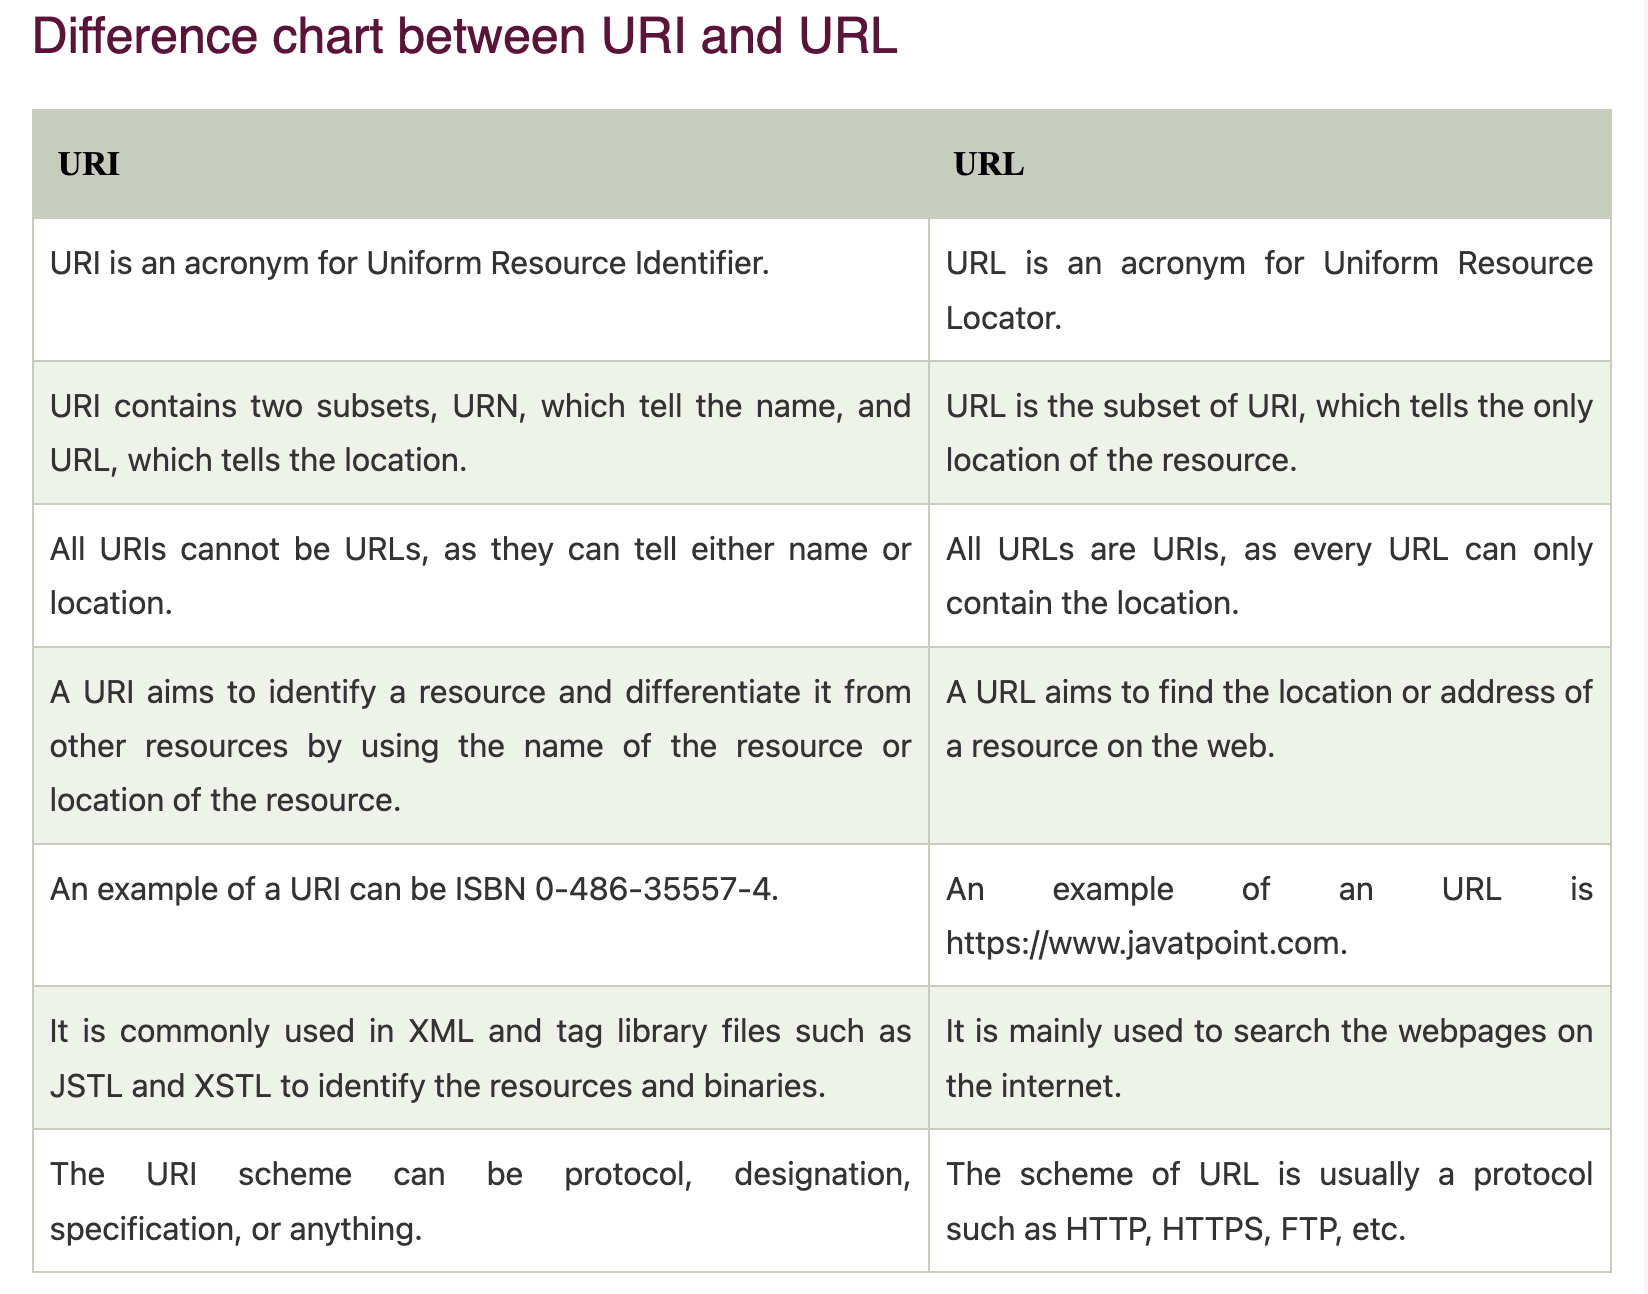 Difference chart between URI and URL
URI
URL
URI is an acronym for Uniform Resource Identifier.
URL is an acronym for Uniform Resource
Locator.
URI contains two subsets, URN, which tell the name, and
URL, which tells the location.
URL is the subset of URI, which tells the only
location of the resource.
All URIs cannot be URLs, as they can tell either name or
location.
All URLs are URIs, as every URL can only
contain the location.
A URI aims to identify a resource and differentiate it from
other resources by using the name of the resource or
location of the resource.
A URL aims to find the location or address of
a resource on the web.
An example of a URI can be ISBN 0-486-35557-4.
An example of an URL is
https://www.javatpoint.com.
It is commonly used in XML and tag library files such as
JSTL and XSTL to identify the resources and binaries.
It is mainly used to search the webpages on
the internet.
The URI scheme can be protocol, designation,
specification, or anything.
The scheme of URL is usually a protocol
such as HTTP, HTTPS, FTP, etc.